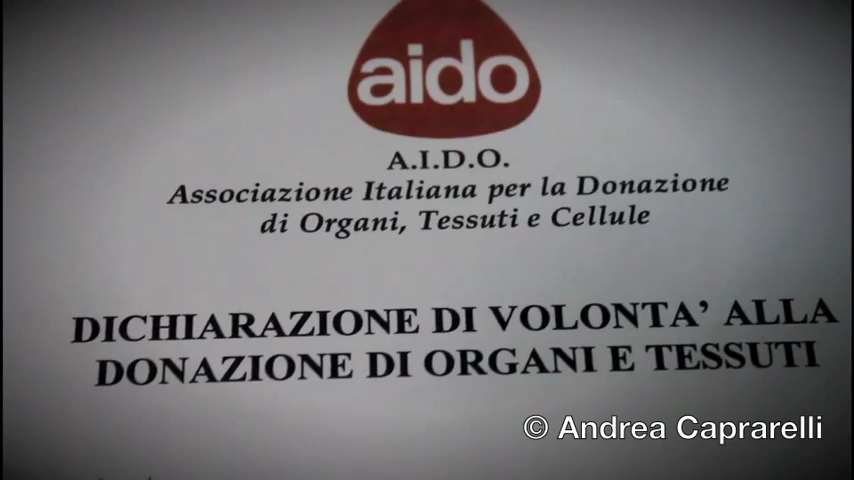 aido
A.I.D.O.
Associazione Italiana per la Donazione
di Organi, Tessuti e Cellule
DICHIARAZIONE DI VOLONTA' ALLA
DONAZIONE DI ORGANI E TESSUTI
© Andrea Caprarelli